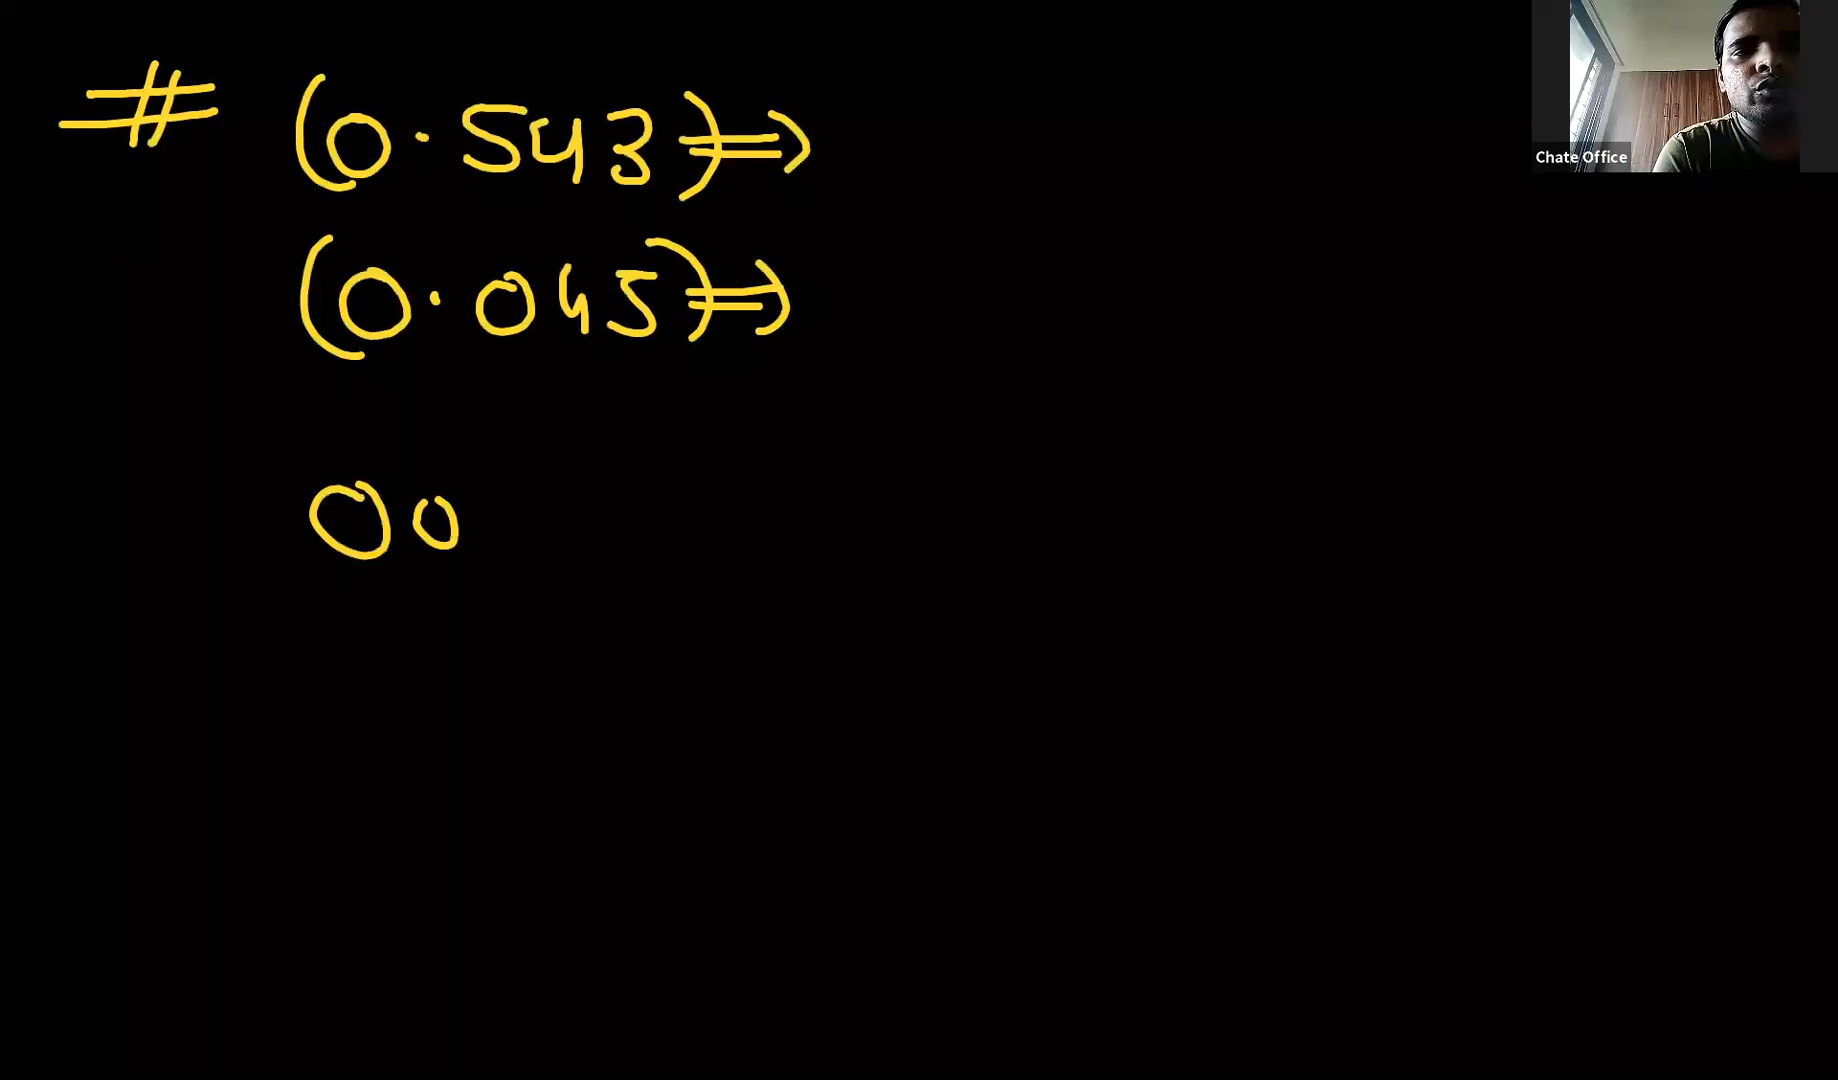 # (0.543) ⇒
Chate Office
(0.045) ⇒
00